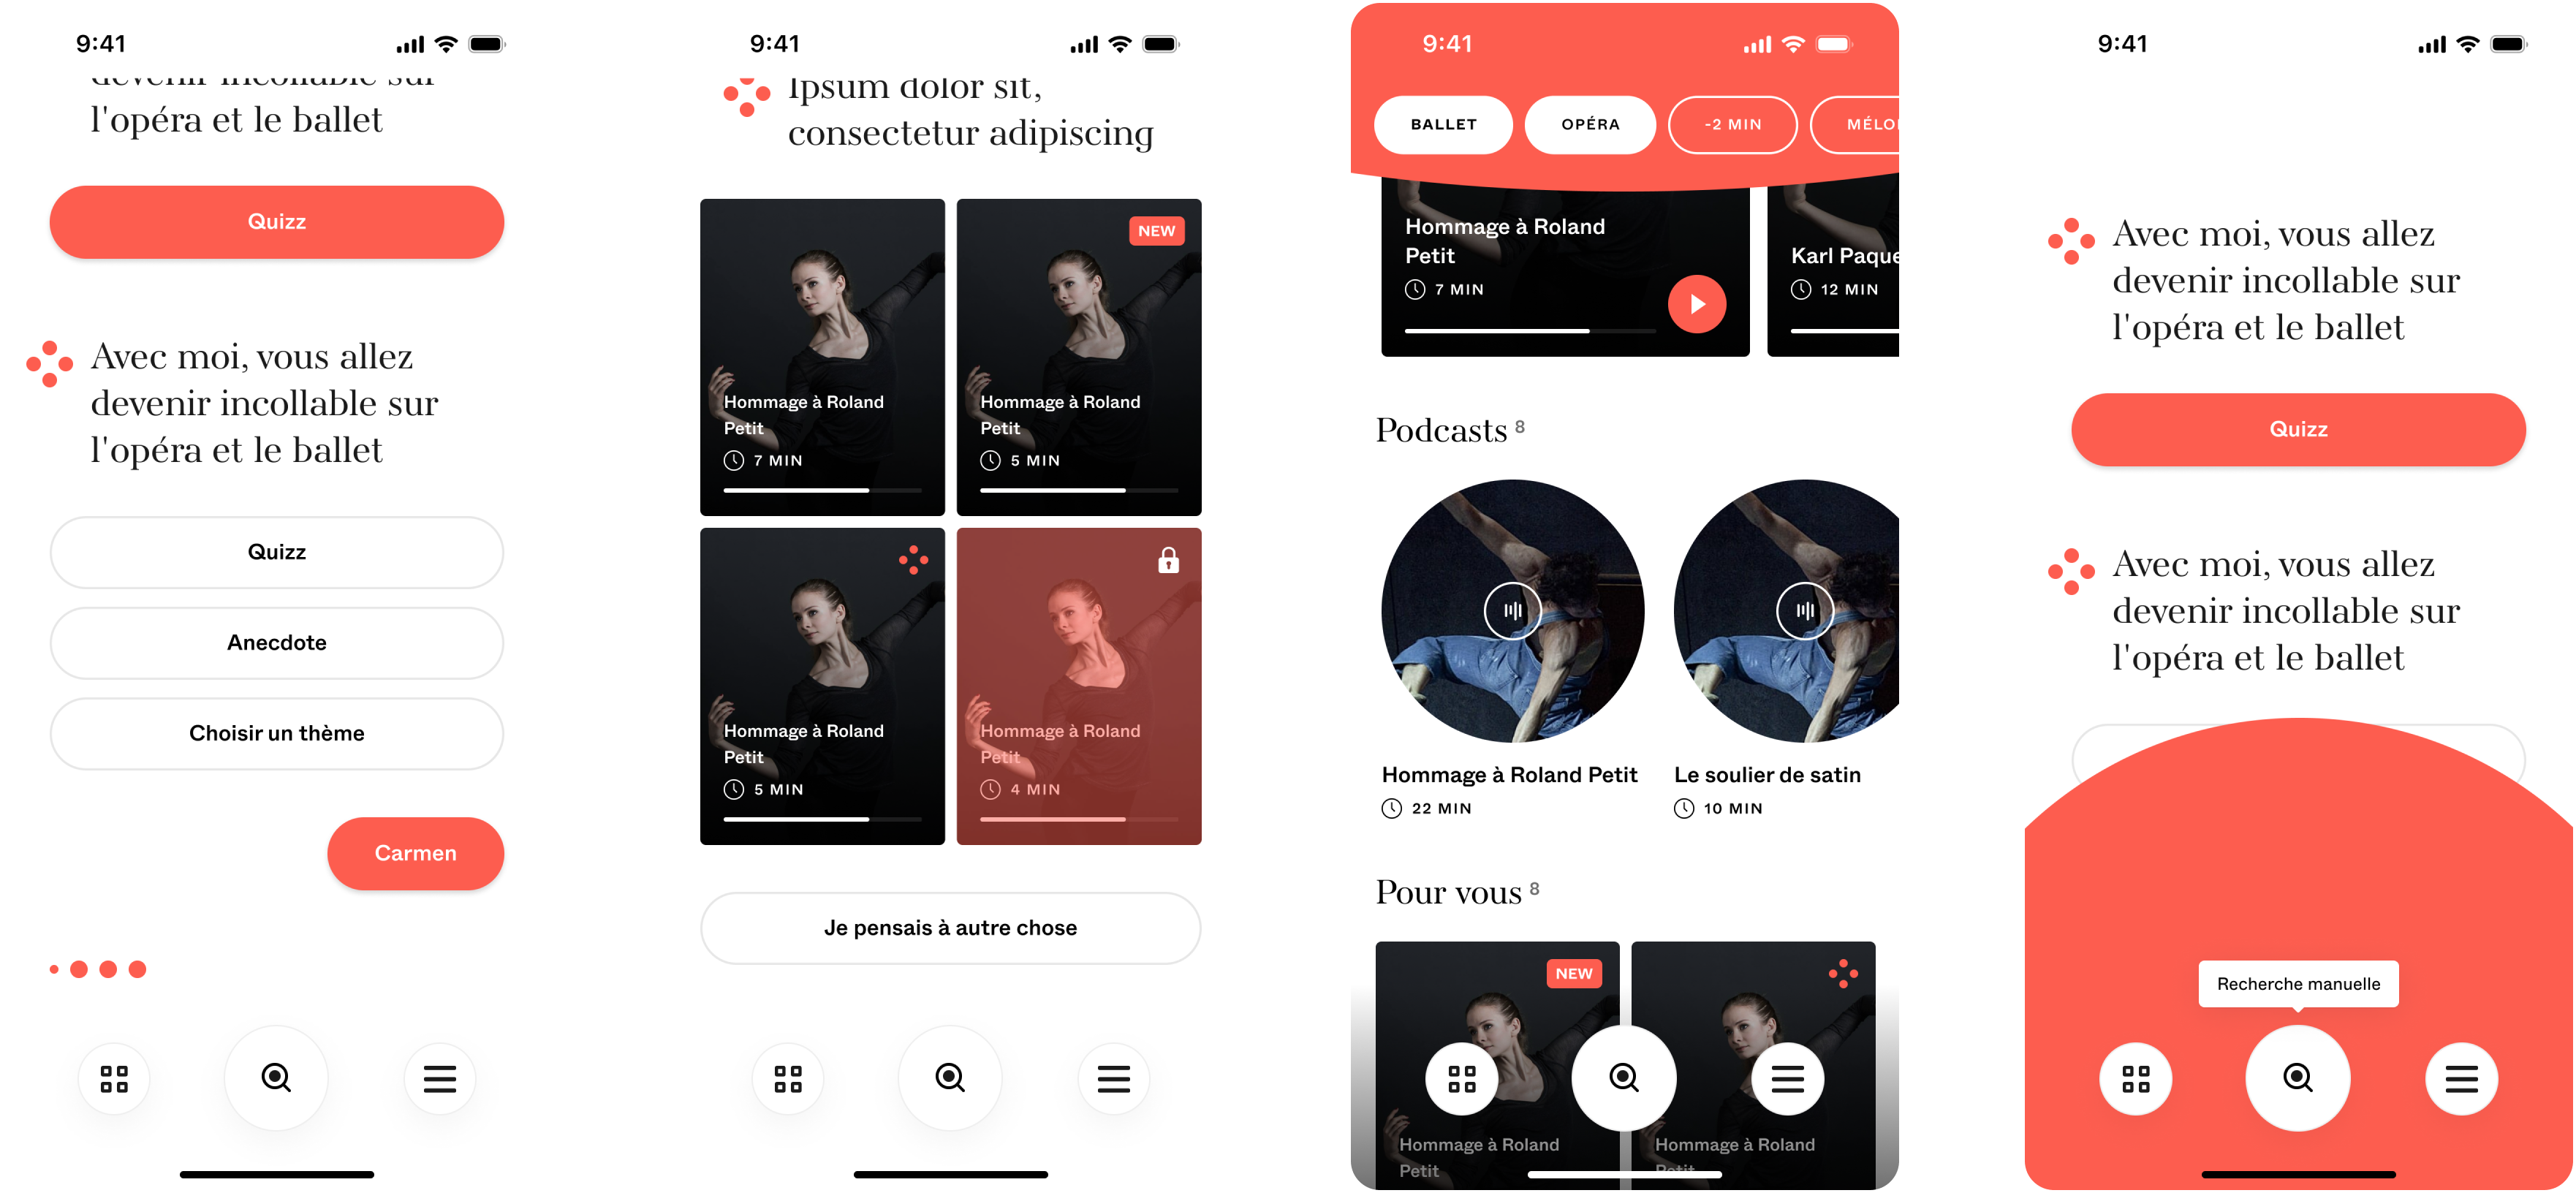 9:41
devenir incollable sur
l'opéra et le ballet
Quizz
Avec moi, vous allez
devenir incollable sur
l'opéra et le ballet
Quizz
Anecdote
Choisir un thème
Carmen
9:41
Ipsum dolor sit,
consectetur adipiscing
Hommage à Roland
Petit
7 MIN
NEW
Hommage à Roland
Petit
5 MIN
Hommage à Roland
Petit
5 MIN
Hommage à Roland
Petit
4 MIN
Je pensais à autre chose
9:41
BALLET
OPÉRA
-2 MIN
Hommage à Roland
Petit
7 MIN
Karl Paque
12 MIN
Podcasts 8
Hommage à Roland Petit
22 MIN
Le soulier de satin
10 MIN
Pour vous 8
NEW
Hommage à Roland
Petit
Hommage à Roland
Petit
9:41
Avec moi, vous allez
devenir incollable sur
l'opéra et le ballet
Quizz
Avec moi, vous allez
devenir incollable sur
l'opéra et le ballet
Recherche manuelle